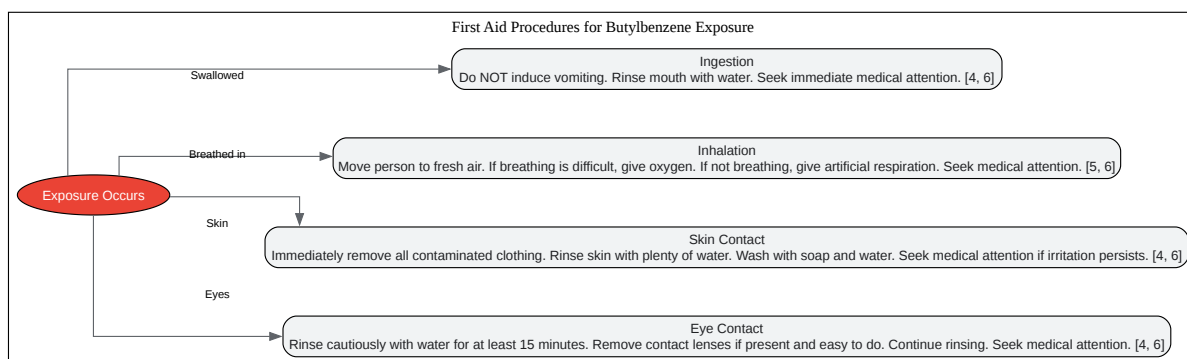 First Aid Procedures for Butylbenzene Exposure
Ingestion
Do NOT induce vomiting. Rinse mouth with water. Seek immediate medical attention. [4, 6]
Swallowed
Inhalation
Move person to fresh air. If breathing is difficult, give oxygen. If not breathing, give artificial respiration. Seek medical attention. [5, 6]
Breathed in
Exposure Occurs
Skin
Skin Contact
Immediately remove all contaminated clothing. Rinse skin with plenty of water. Wash with soap and water. Seek medical attention if irritation persists. [4, 6]
Eyes
Eye Contact
Rinse cautiously with water for at least 15 minutes. Remove contact lenses if present and easy to do. Continue rinsing. Seek medical attention. [4, 6]